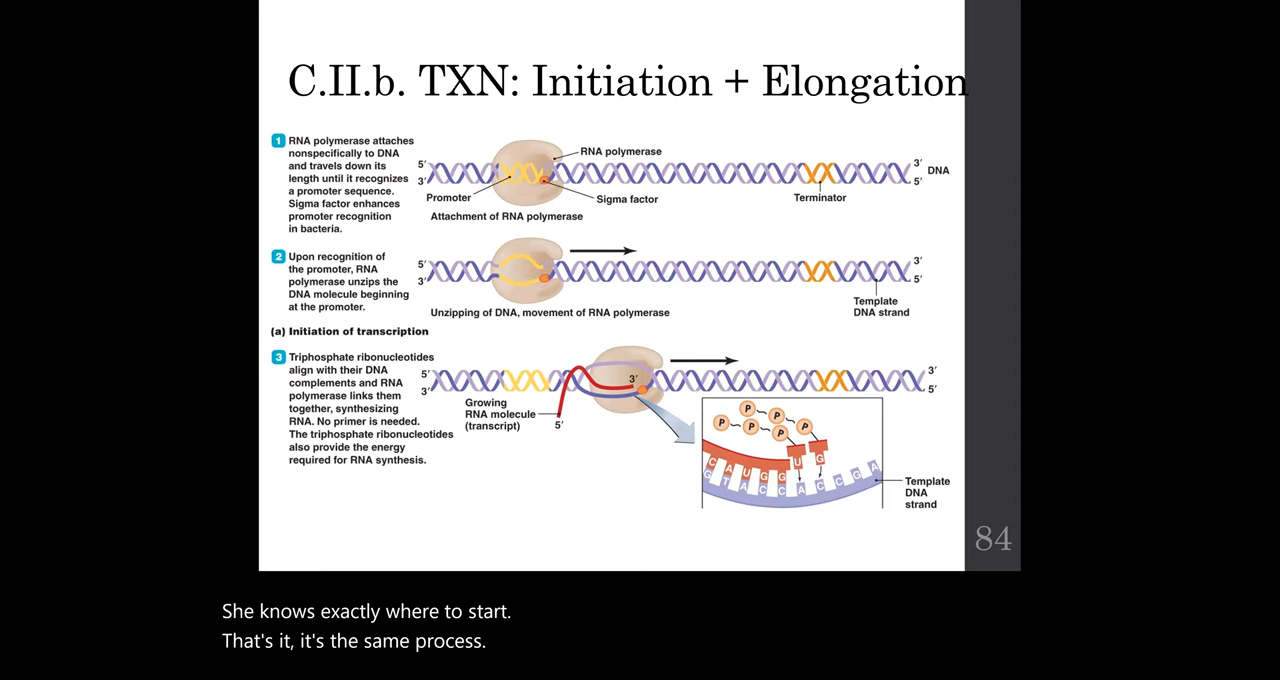 C.II.b. TXN: Initiation + Elongation
1 RNA polymerase attaches
nonspecifically to DNA
and travels down its
length until it recognizes
a promoter sequence.
Sigma factor enhances
promoter recognition
in bacteria.
5′
3′
RNA polymerase
3′
5′
DNA
Promoter
Sigma factor
Terminator
Attachment of RNA polymerase
2 Upon recognition of
the promoter, RNA
polymerase unzips the
DNA molecule beginning
at the promoter.
5′
3′
3′
5′
Template
DNA strand
Unzipping of DNA, movement of RNA polymerase
(a) Initiation of transcription
3 Triphosphate ribonucleotides
align with their DNA
complements and RNA
polymerase links them
together, synthesizing
RNA. No primer is needed.
The triphosphate ribonucleotides
also provide the energy
required for RNA synthesis.
5′
3′
3′
3′
5′
Growing
RNA molecule
(transcript)
5′
P P P
P P P
C A U G G U G
G T A C C A C C G A
Template
DNA
strand
84
She knows exactly where to start.
That's it, it's the same process.